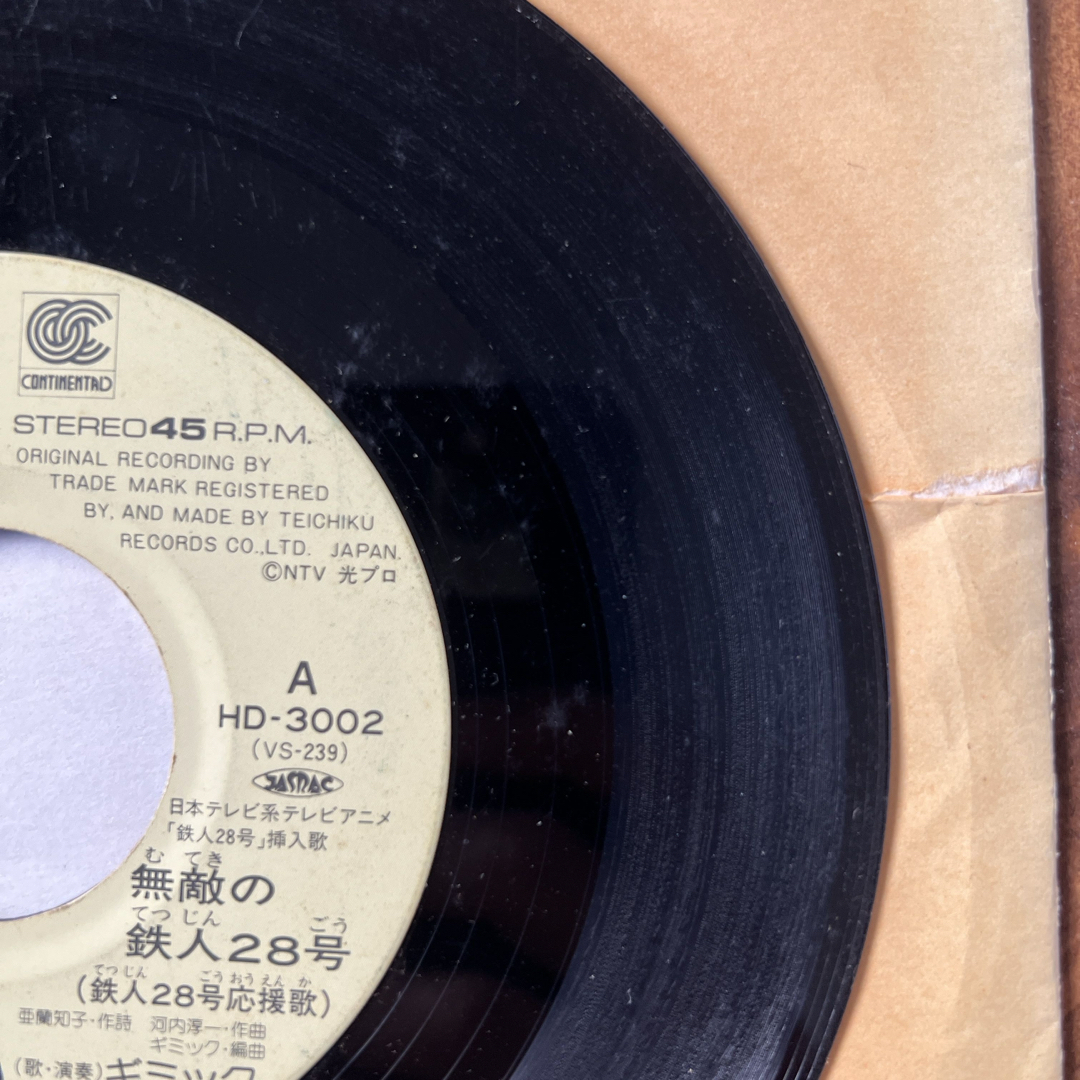 CONTINENTAL
STEREO 45 R.P.M.
ORIGINAL RECORDING BY
TRADE MARK REGISTERED
BY, AND MADE BY TEICHIKU
RECORDS CO.,LTD. JAPAN.
©NTV 光プロ
A
HD-3002
(VS-239)
JASRAC
日本テレビ系テレビアニメ
「鉄人28号」挿入歌
む てき
無敵の
てつ じん ごう
鉄人28号
てつ じん ごう おう えん か
(鉄人28号応援歌)
亜蘭知子・作詩 河内淳一・作曲
ギミック・編曲
(歌・演奏)ギミック